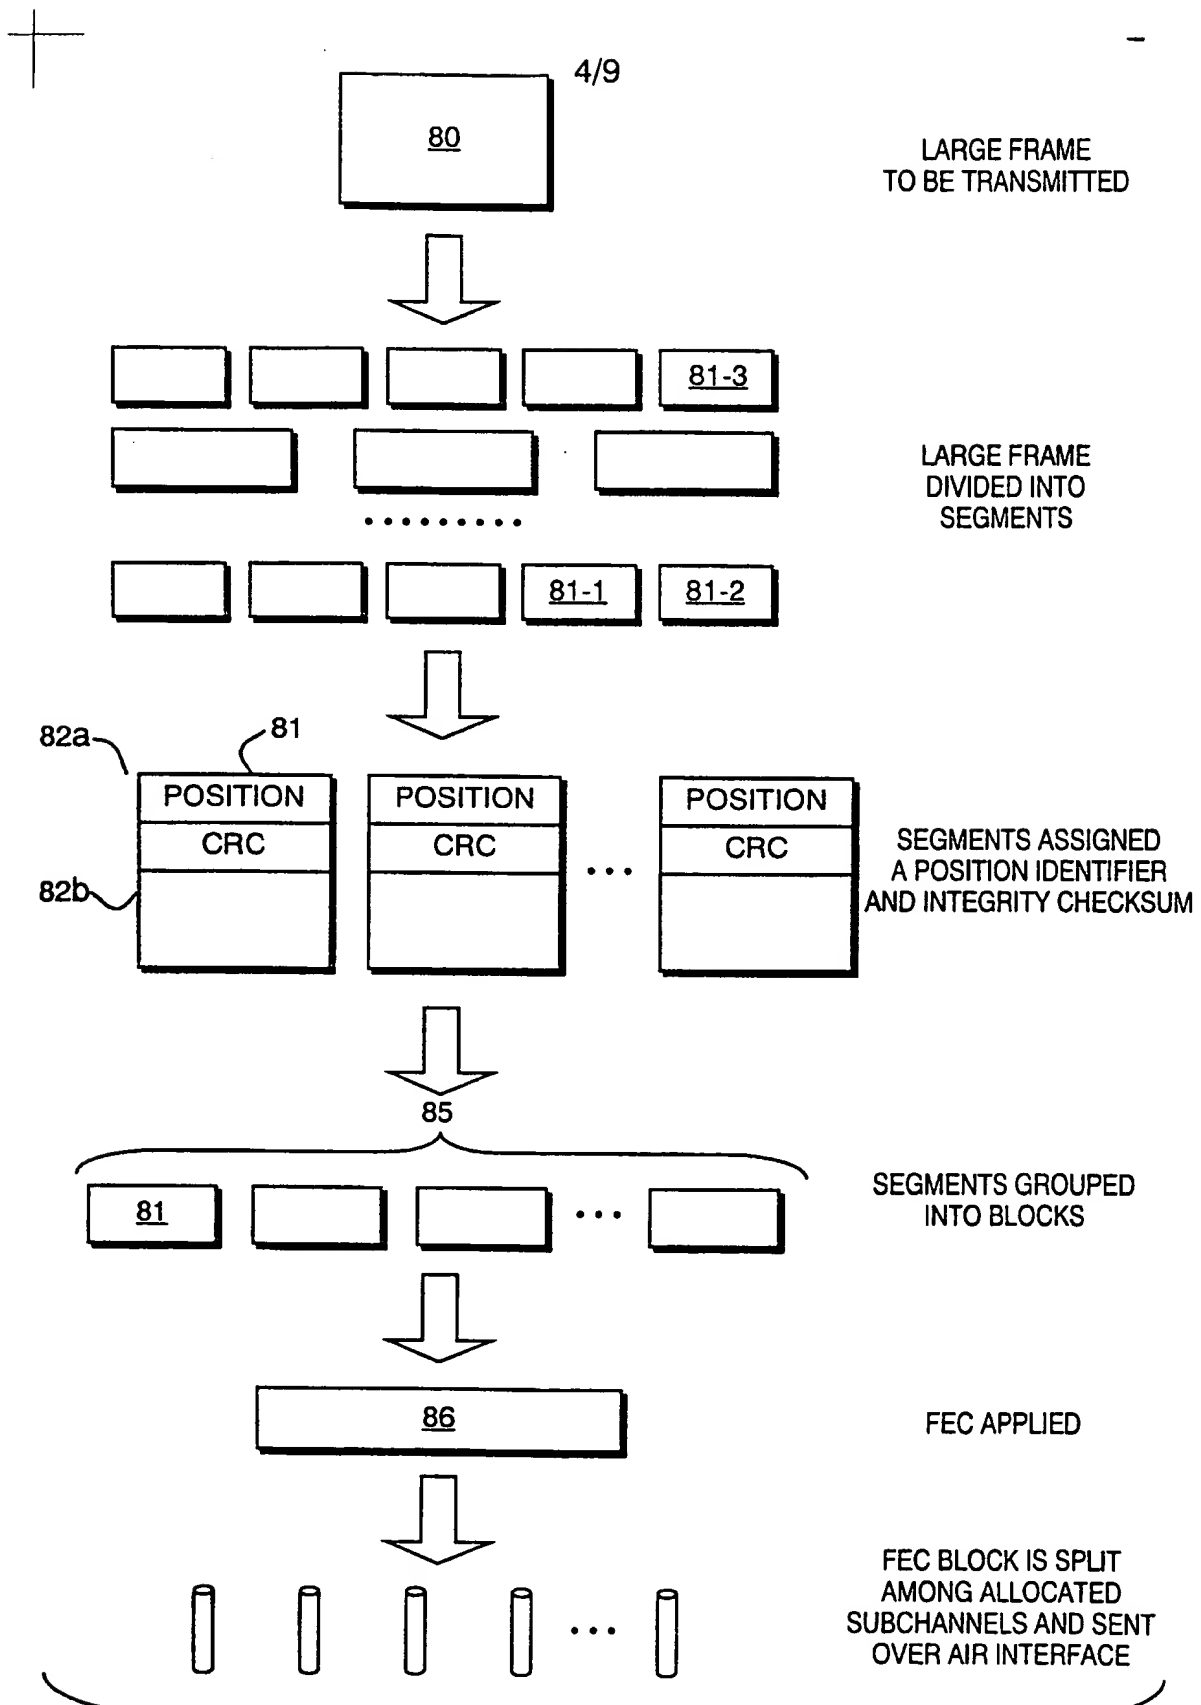 4/9
80
LARGE FRAME
TO BE TRANSMITTED
81-3
LARGE FRAME
DIVIDED INTO
SEGMENTS
81-1
81-2
82a
81
POSITION
POSITION
POSITION
CRC
CRC
CRC
82b
SEGMENTS ASSIGNED
A POSITION IDENTIFIER
AND INTEGRITY CHECKSUM
85
81
SEGMENTS GROUPED
INTO BLOCKS
86
FEC APPLIED
FEC BLOCK IS SPLIT
AMONG ALLOCATED
SUBCHANNELS AND SENT
OVER AIR INTERFACE